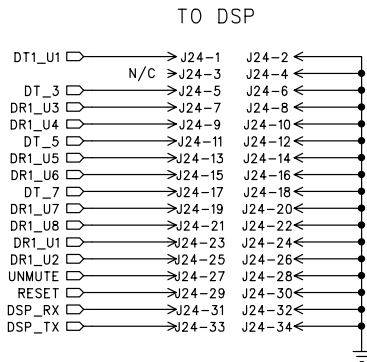 TO DSP
DT1_U1 J24-1 J24-2
N/C J24-3 J24-4
DT_3 J24-5 J24-6
DR1_U3 J24-7 J24-8
DR1_U4 J24-9 J24-10
DT_5 J24-11 J24-12
DR1_U5 J24-13 J24-14
DR1_U6 J24-15 J24-16
DT_7 J24-17 J24-18
DR1_U7 J24-19 J24-20
DR1_U8 J24-21 J24-22
DR1_U1 J24-23 J24-24
DR1_U2 J24-25 J24-26
UNMUTE J24-27 J24-28
RESET J24-29 J24-30
DSP_RX J24-31 J24-32
DSP_TX J24-33 J24-34